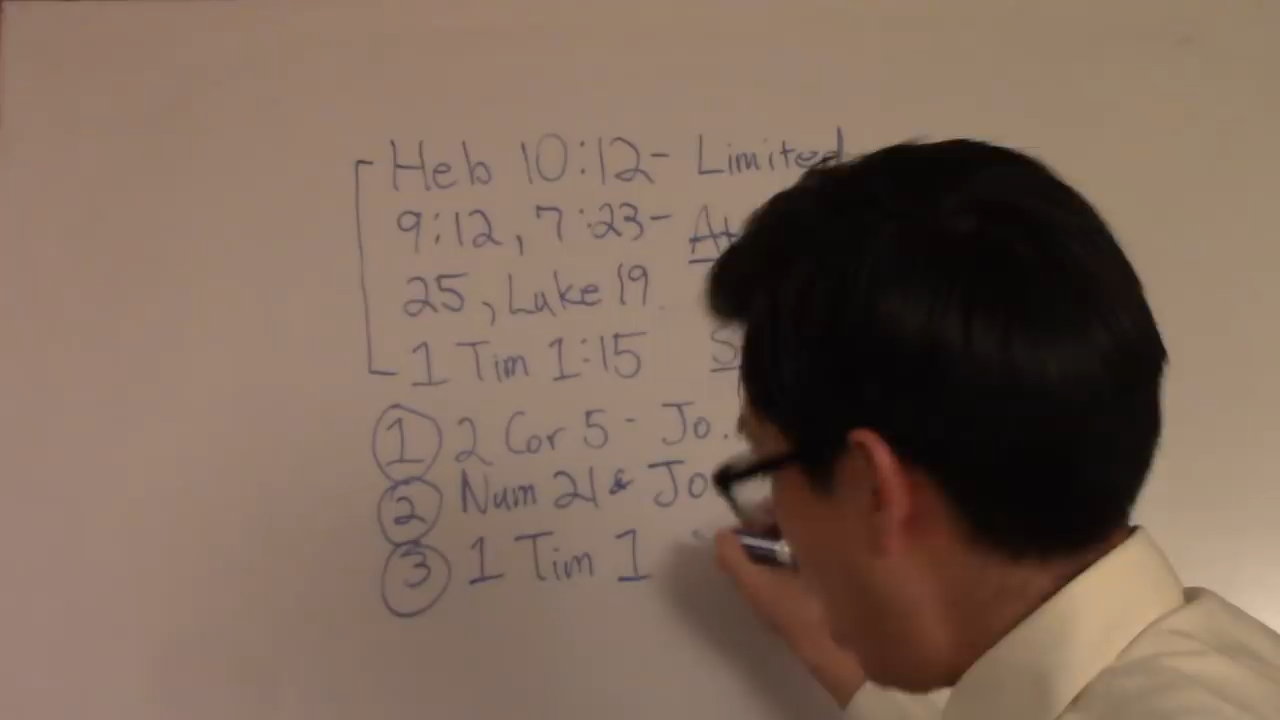 Heb 10:12- Limited
9:12, 7:23-
25, Luke 19.
1 Tim 1:15
1 2 Cor 5 - Jo.
2 Num 21 & Jo
3 1 Tim 1